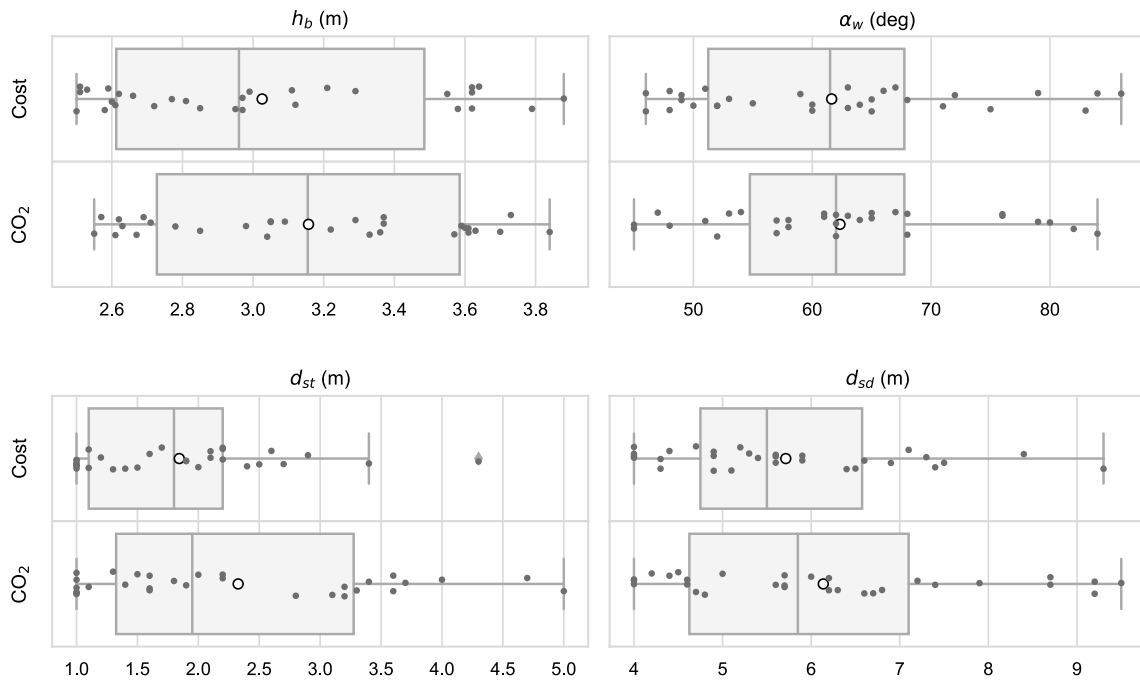 h_b (m)
α_w (deg)
Cost
CO₂
2.6 2.8 3.0 3.2 3.4 3.6 3.8
50 60 70 80
d_st (m)
d_sd (m)
Cost
CO₂
1.0 1.5 2.0 2.5 3.0 3.5 4.0 4.5 5.0
4 5 6 7 8 9